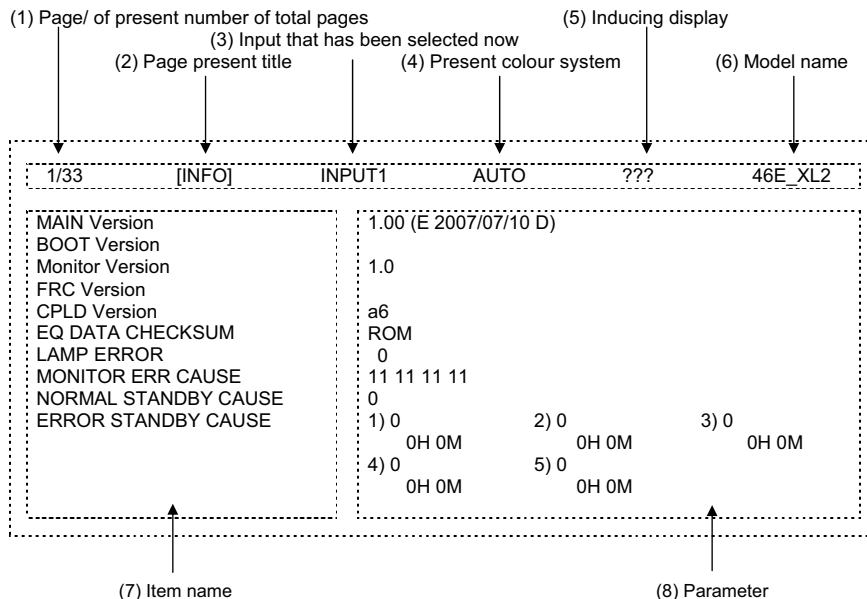 (1) Page/ of present number of total pages (5) Inducing display
(3) Input that has been selected now
(2) Page present title (4) Present colour system (6) Model name
1/33 [INFO] INPUT1 AUTO ??? 46E_XL2
MAIN Version 1.00 (E 2007/07/10 D)
BOOT Version
Monitor Version 1.0
FRC Version
CPLD Version a6
EQ DATA CHECKSUM ROM
LAMP ERROR 0
MONITOR ERR CAUSE 11 11 11 11
NORMAL STANDBY CAUSE 0
ERROR STANDBY CAUSE 1) 0 2) 0 3) 0
0H 0M 0H 0M 0H 0M
4) 0 5) 0
0H 0M 0H 0M
(7) Item name (8) Parameter